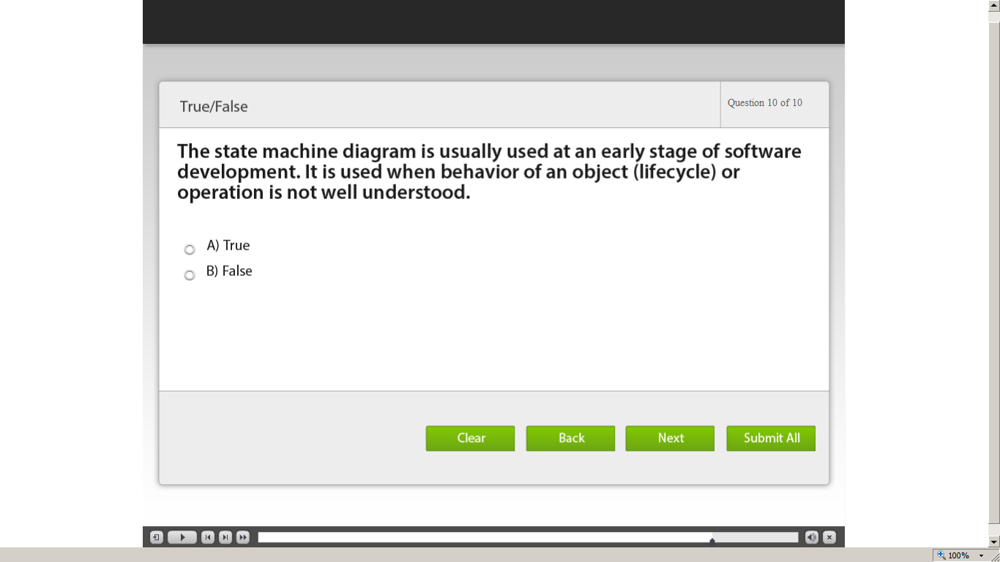 True/False
Question 10 of 10
The state machine diagram is usually used at an early stage of software
development. It is used when behavior of an object (lifecycle) or
operation is not well understood.
A) True
B) False
Clear
Back
Next
Submit All
100%